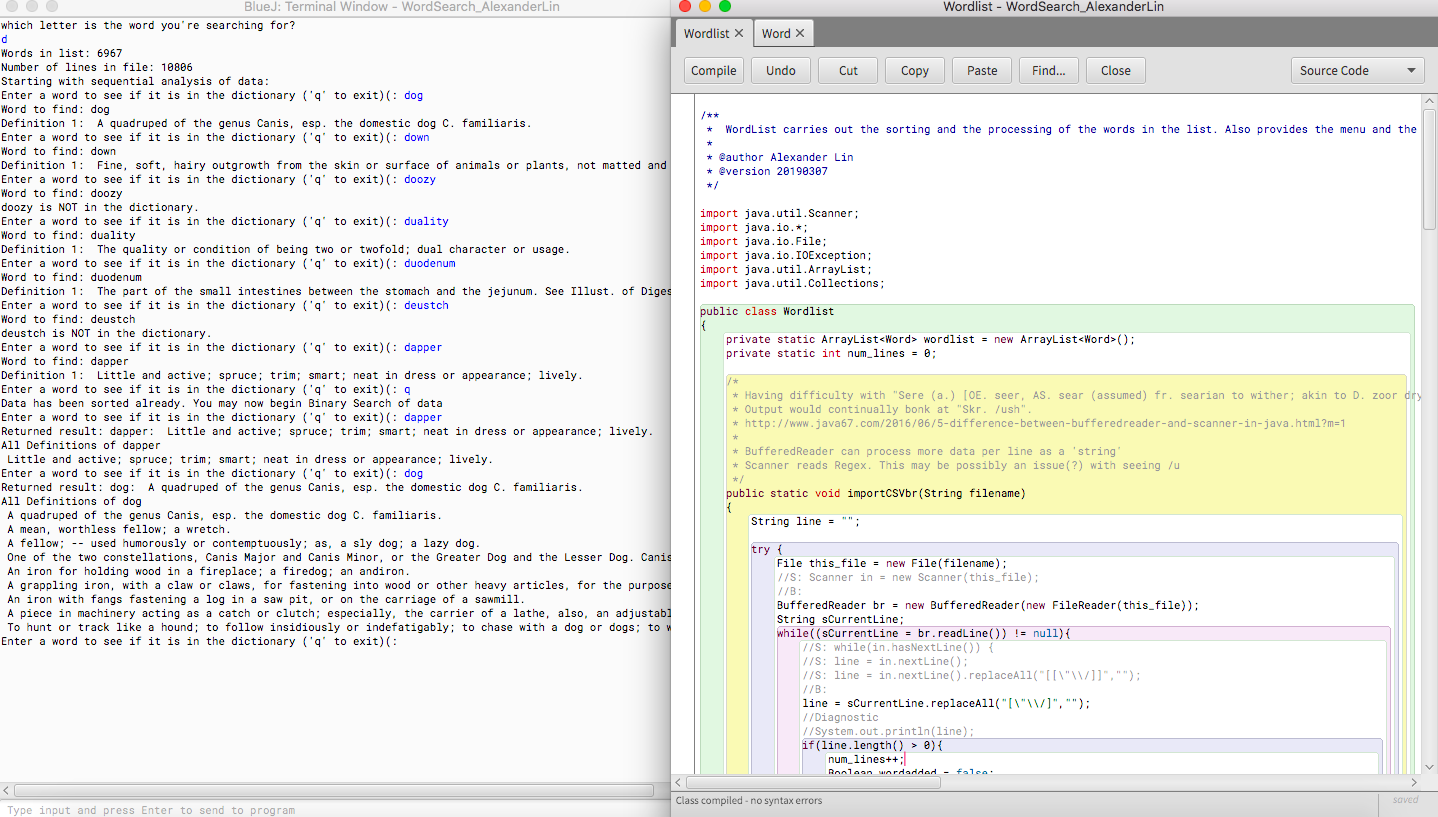 BlueJ: Terminal Window - WordSearch_AlexanderLin
which letter is the word you're searching for?
d
Words in list: 6967
Number of lines in file: 10806
Starting with sequential analysis of data:
Enter a word to see if it is in the dictionary ('q' to exit)(: dog
Word to find: dog
Definition 1:  A quadruped of the genus Canis, esp. the domestic dog C. familiaris.
Enter a word to see if it is in the dictionary ('q' to exit)(: down
Word to find: down
Definition 1:  Fine, soft, hairy outgrowth from the skin or surface of animals or plants, not matted and
Enter a word to see if it is in the dictionary ('q' to exit)(: doozy
Word to find: doozy
doozy is NOT in the dictionary.
Enter a word to see if it is in the dictionary ('q' to exit)(: duality
Word to find: duality
Definition 1:  The quality or condition of being two or twofold; dual character or usage.
Enter a word to see if it is in the dictionary ('q' to exit)(: duodenum
Word to find: duodenum
Definition 1:  The part of the small intestines between the stomach and the jejunum. See Illust. of Diges
Enter a word to see if it is in the dictionary ('q' to exit)(: deustch
Word to find: deustch
deustch is NOT in the dictionary.
Enter a word to see if it is in the dictionary ('q' to exit)(: dapper
Word to find: dapper
Definition 1:  Little and active; spruce; trim; smart; neat in dress or appearance; lively.
Enter a word to see if it is in the dictionary ('q' to exit)(: q
Data has been sorted already. You may now begin Binary Search of data
Enter a word to see if it is in the dictionary ('q' to exit)(: dapper
Returned result: dapper:  Little and active; spruce; trim; smart; neat in dress or appearance; lively.
All Definitions of dapper
 Little and active; spruce; trim; smart; neat in dress or appearance; lively.
Enter a word to see if it is in the dictionary ('q' to exit)(: dog
Returned result: dog:  A quadruped of the genus Canis, esp. the domestic dog C. familiaris.
All Definitions of dog
 A quadruped of the genus Canis, esp. the domestic dog C. familiaris.
 A mean, worthless fellow; a wretch.
 A fellow; -- used humorously or contemptuously; as, a sly dog; a lazy dog.
 One of the two constellations, Canis Major and Canis Minor, or the Greater Dog and the Lesser Dog. Canis
 An iron for holding wood in a fireplace; a firedog; an andiron.
 A grappling iron, with a claw or claws, for fastening into wood or other heavy articles, for the purpose
 An iron with fangs fastening a log in a saw pit, or on the carriage of a sawmill.
 A piece in machinery acting as a catch or clutch; especially, the carrier of a lathe, also, an adjustabl
 To hunt or track like a hound; to follow insidiously or indefatigably; to chase with a dog or dogs; to w
Enter a word to see if it is in the dictionary ('q' to exit)(:
Type input and press Enter to send to program
Wordlist - WordSearch_AlexanderLin
Wordlist ✕ Word ✕
Compile Undo Cut Copy Paste Find... Close Source Code
/**
 *  WordList carries out the sorting and the processing of the words in the list. Also provides the menu and the
 *
 * @author Alexander Lin
 * @version 20190307
 */
import java.util.Scanner;
import java.io.*;
import java.io.File;
import java.io.IOException;
import java.util.ArrayList;
import java.util.Collections;
public class Wordlist
{
private static ArrayList<Word> wordlist = new ArrayList<Word>();
private static int num_lines = 0;
/*
 * Having difficulty with "Sere (a.) [OE. seer, AS. sear (assumed) fr. searian to wither; akin to D. zoor dry
 * Output would continually bonk at "Skr. /ush".
 * http://www.java67.com/2016/06/5-difference-between-bufferedreader-and-scanner-in-java.html?m=1
 *
 * BufferedReader can process more data per line as a 'string'
 * Scanner reads Regex. This may be possibly an issue(?) with seeing /u
 */
public static void importCSVbr(String filename)
{
String line = "";
try {
File this_file = new File(filename);
//S: Scanner in = new Scanner(this_file);
//B:
BufferedReader br = new BufferedReader(new FileReader(this_file));
String sCurrentLine;
while((sCurrentLine = br.readLine()) != null){
//S: while(in.hasNextLine()) {
//S: line = in.nextLine();
//S: line = in.nextLine().replaceAll("[[\"\\/]]","");
//B:
line = sCurrentLine.replaceAll("[\"\\/]","");
//Diagnostic
//System.out.println(line);
if(line.length() > 0){
num_lines++;
Boolean wordadded = false;
Class compiled - no syntax errors
saved